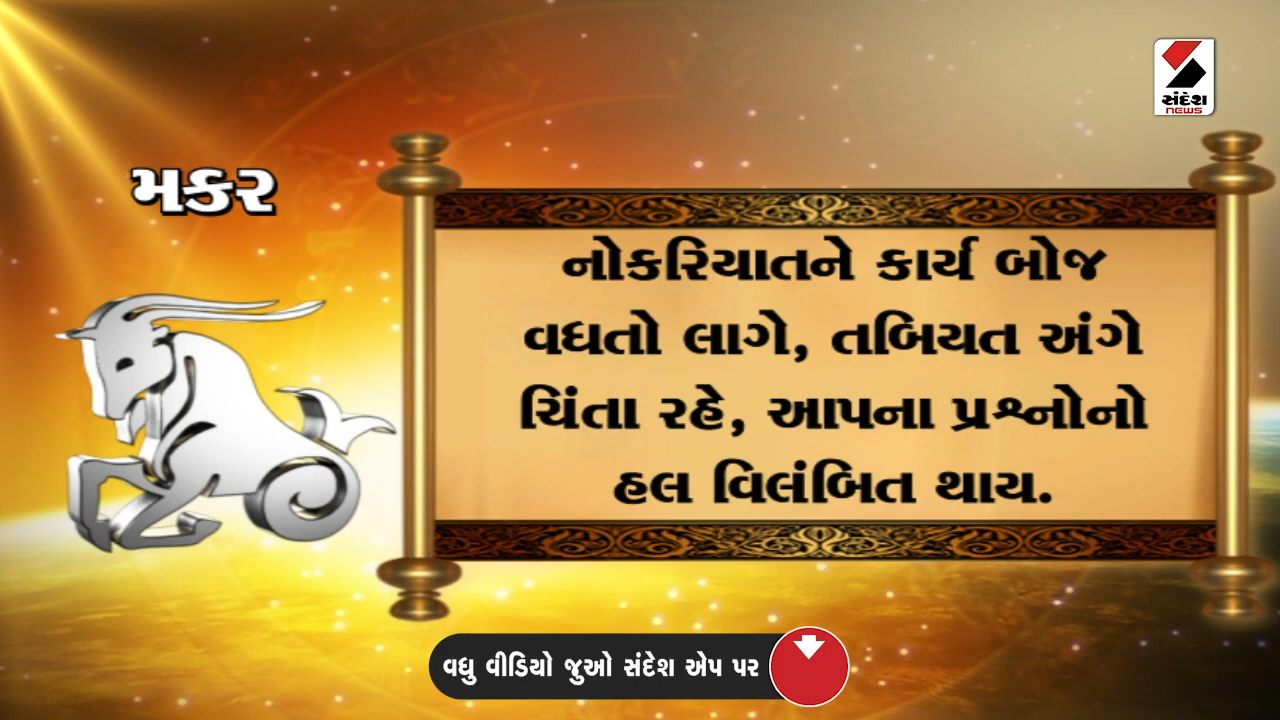 સંદેશ
NEWS
મકર
નોકરિયાતને કાર્ય બોજ
વધતો લાગે, તબિયત અંગે
ચિંતા રહે, આપના પ્રશ્નોનો
હલ વિલંબિત થાય.
વધુ વીડિયો જુઓ સંદેશ એપ પર